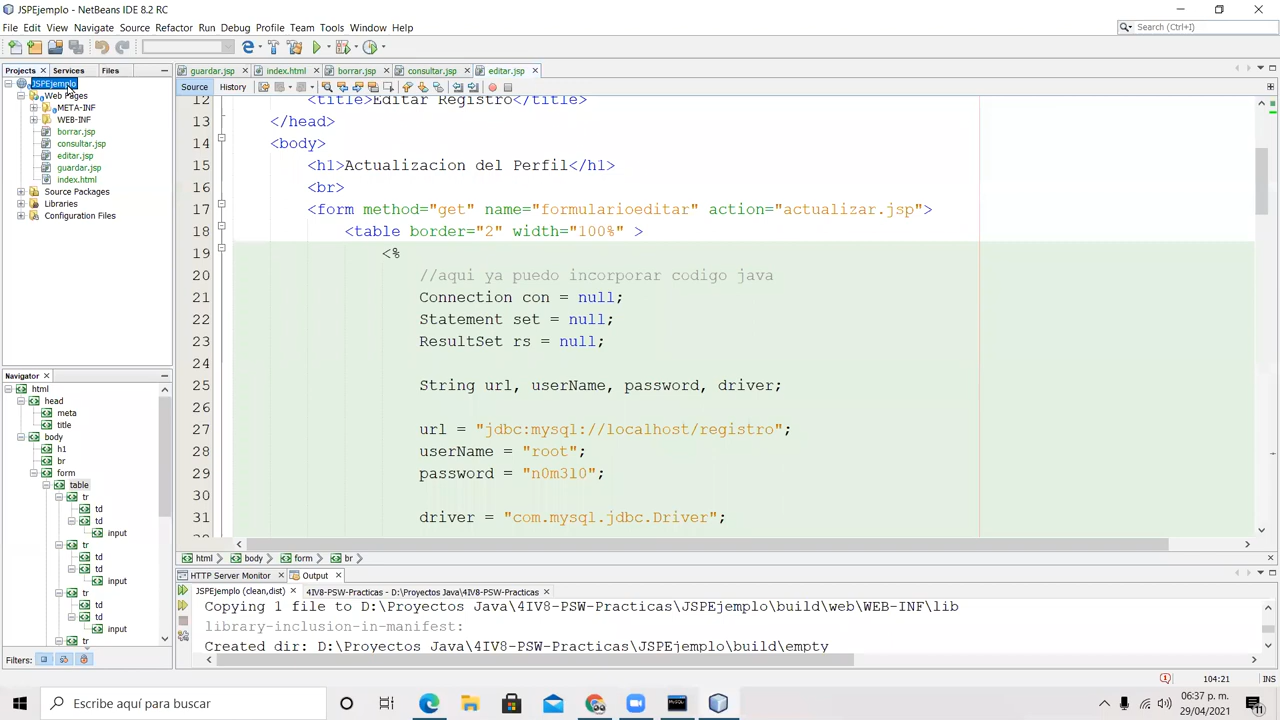 JSPEjemplo - NetBeans IDE 8.2 RC
File Edit View Navigate Source Refactor Run Debug Profile Team Tools Window Help
Search (Ctrl+I)
Projects Services Files
guardar.jsp index.html borrar.jsp consultar.jsp editar.jsp
Source History
JSPEjemplo
Web Pages
META-INF
WEB-INF
borrar.jsp
consultar.jsp
editar.jsp
guardar.jsp
index.html
Source Packages
Libraries
Configuration Files
12 <title>Editar Registro</title>
13 </head>
14 <body>
15 <h1>Actualizacion del Perfil</h1>
16 <br>
17 <form method="get" name="formularioeditar" action="actualizar.jsp">
18 <table border="2" width="100%" >
19 <%
20 //aqui ya puedo incorporar codigo java
21 Connection con = null;
22 Statement set = null;
23 ResultSet rs = null;
24
25 String url, userName, password, driver;
26
27 url = "jdbc:mysql://localhost/registro";
28 userName = "root";
29 password = "n0m3l0";
30
31 driver = "com.mysql.jdbc.Driver";
html body form br
Navigator
html
head
meta
title
body
h1
br
form
table
tr
td
td
input
tr
td
td
input
tr
td
td
input
tr
Filters:
HTTP Server Monitor Output
JSPEjemplo (clean,dist) 4IV8-PSW-Practicas - D:\Proyectos Java\4IV8-PSW-Practicas
Copying 1 file to D:\Proyectos Java\4IV8-PSW-Practicas\JSPEjemplo\build\web\WEB-INF\lib
library-inclusion-in-manifest:
Created dir: D:\Proyectos Java\4IV8-PSW-Practicas\JSPEjemplo\build\empty
104:21 INS
Escribe aquí para buscar
06:37 p. m.
29/04/2021
11